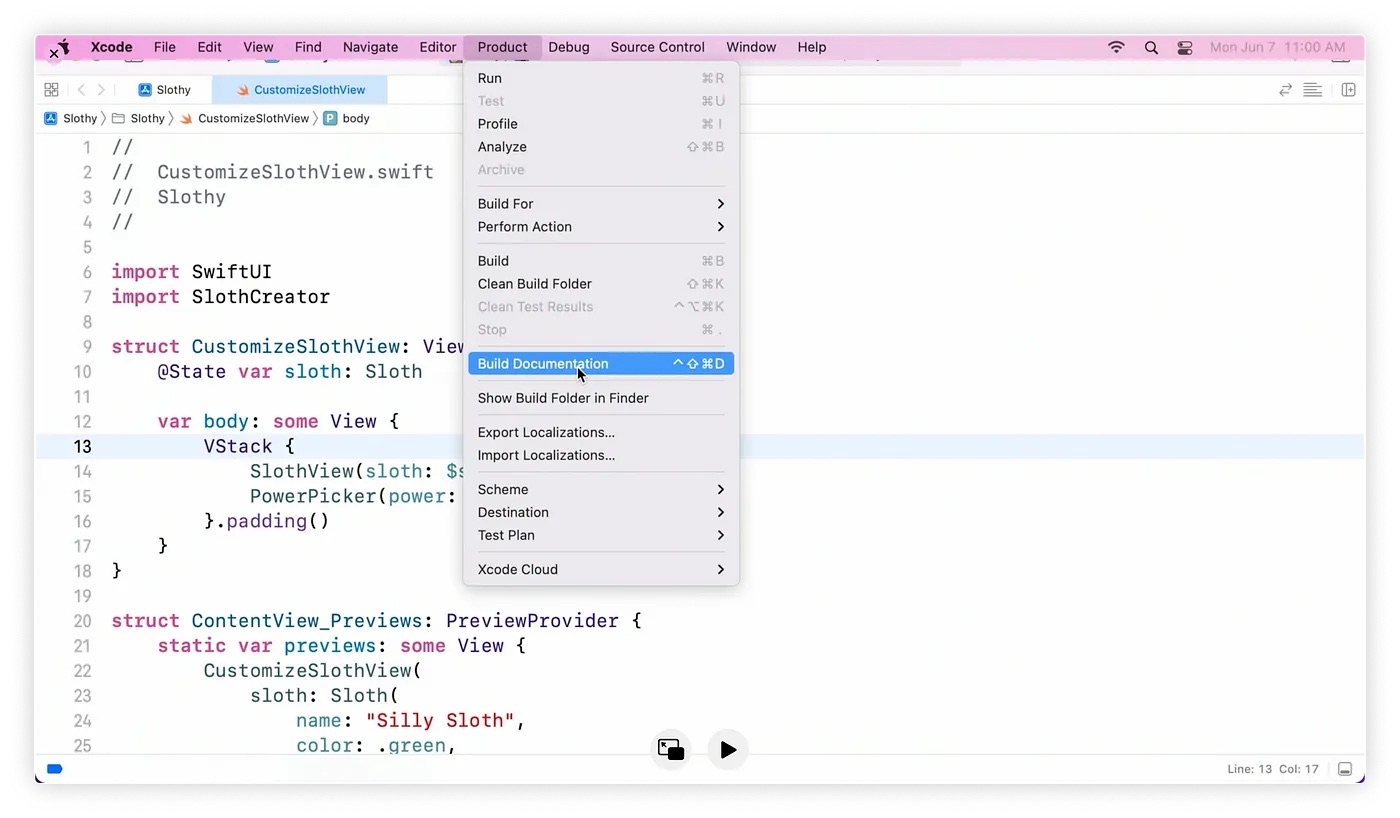 Xcode File Edit View Find Navigate Editor Product Debug Source Control Window Help Mon Jun 7 11:00 AM
Slothy CustomizeSlothView
Slothy Slothy CustomizeSlothView P body
1 //
2 // CustomizeSlothView.swift
3 // Slothy
4 //
5
6 import SwiftUI
7 import SlothCreator
8
9 struct CustomizeSlothView: View
10 @State var sloth: Sloth
11
12 var body: some View {
13 VStack {
14 SlothView(sloth: $s
15 PowerPicker(power:
16 }.padding()
17 }
18 }
19
20 struct ContentView_Previews: PreviewProvider {
21 static var previews: some View {
22 CustomizeSlothView(
23 sloth: Sloth(
24 name: "Silly Sloth",
25 color: .green,
Run ⌘R
Test ⌘U
Profile ⌘I
Analyze ⇧⌘B
Archive
Build For
Perform Action
Build ⌘B
Clean Build Folder ⇧⌘K
Clean Test Results ^⌥⌘K
Stop ⌘.
Build Documentation ^⇧⌘D
Show Build Folder in Finder
Export Localizations...
Import Localizations...
Scheme
Destination
Test Plan
Xcode Cloud
Line: 13 Col: 17